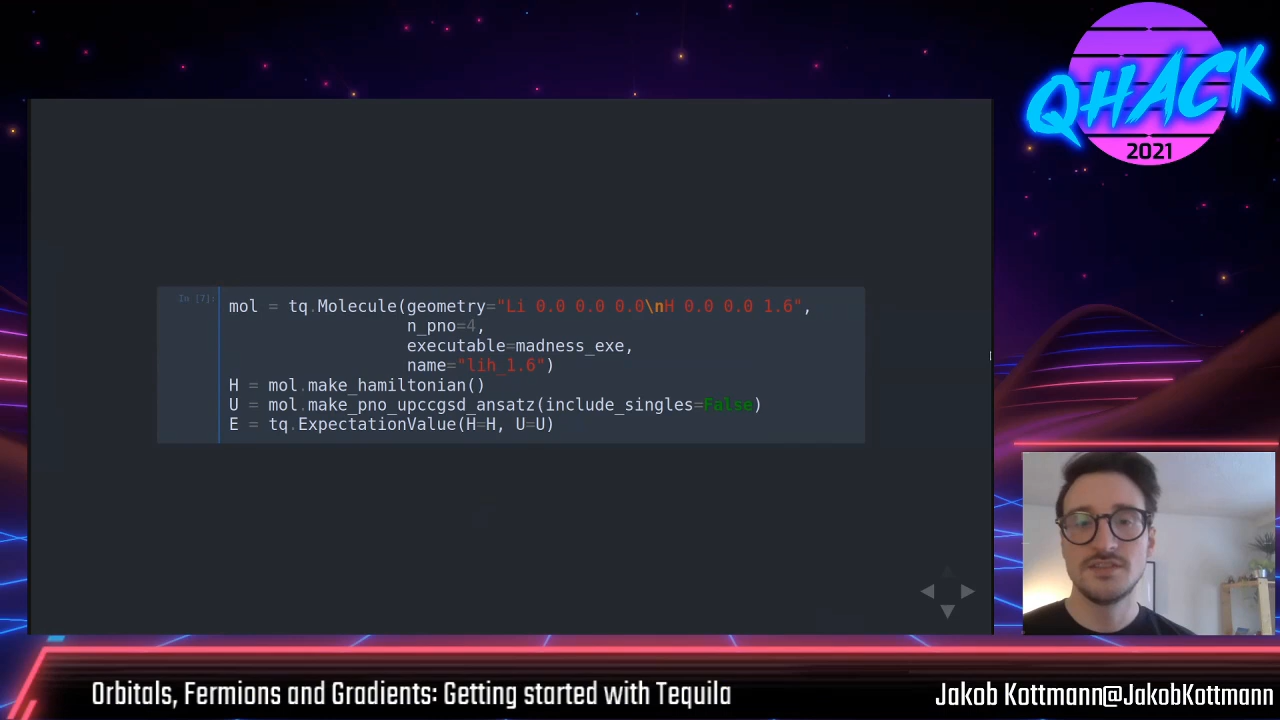 QHACK
2021
In [7]:
mol = tq.Molecule(geometry="Li 0.0 0.0 0.0\nH 0.0 0.0 1.6",
n_pno=4,
executable=madness_exe,
name="lih_1.6")
H = mol.make_hamiltonian()
U = mol.make_pno_upccgsd_ansatz(include_singles=False)
E = tq.ExpectationValue(H=H, U=U)
Orbitals, Fermions and Gradients: Getting started with Tequila
Jakob Kottmann@JakobKottmann